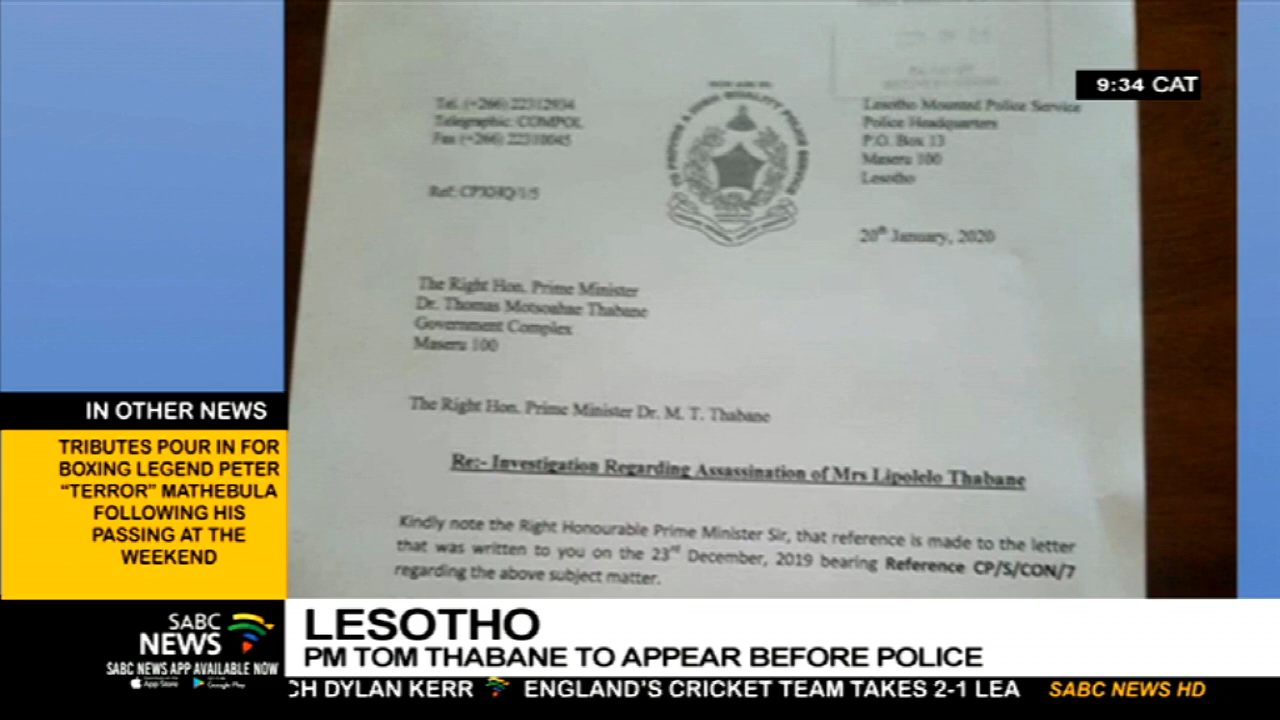 9:34 CAT
Tel. (+266) 22312934
Telegraphic: COMPOL
Fax (+266) 22310045
Lesotho Mounted Police Service
Police Headquarters
P.O. Box 13
Maseru 100
Lesotho
20th January, 2020
The Right Hon. Prime Minister
Dr. Thomas Motsoahae Thabane
Government Complex
Maseru 100
The Right Hon. Prime Minister Dr. M. T. Thabane
Re:- Investigation Regarding Assassination of Mrs Lipolelo Thabane
Kindly note the Right Honourable Prime Minister Sir, that reference is made to the letter
that was written to you on the 23rd December, 2019 bearing Reference CP/S/CON/7
regarding the above subject matter.
IN OTHER NEWS
TRIBUTES POUR IN FOR
BOXING LEGEND PETER
“TERROR” MATHEBULA
FOLLOWING HIS
PASSING AT THE
WEEKEND
SABC
NEWS
SABC NEWS APP AVAILABLE NOW
App Store Google Play
LESOTHO
PM TOM THABANE TO APPEAR BEFORE POLICE
CH DYLAN KERR ENGLAND’S CRICKET TEAM TAKES 2-1 LEA SABC NEWS HD